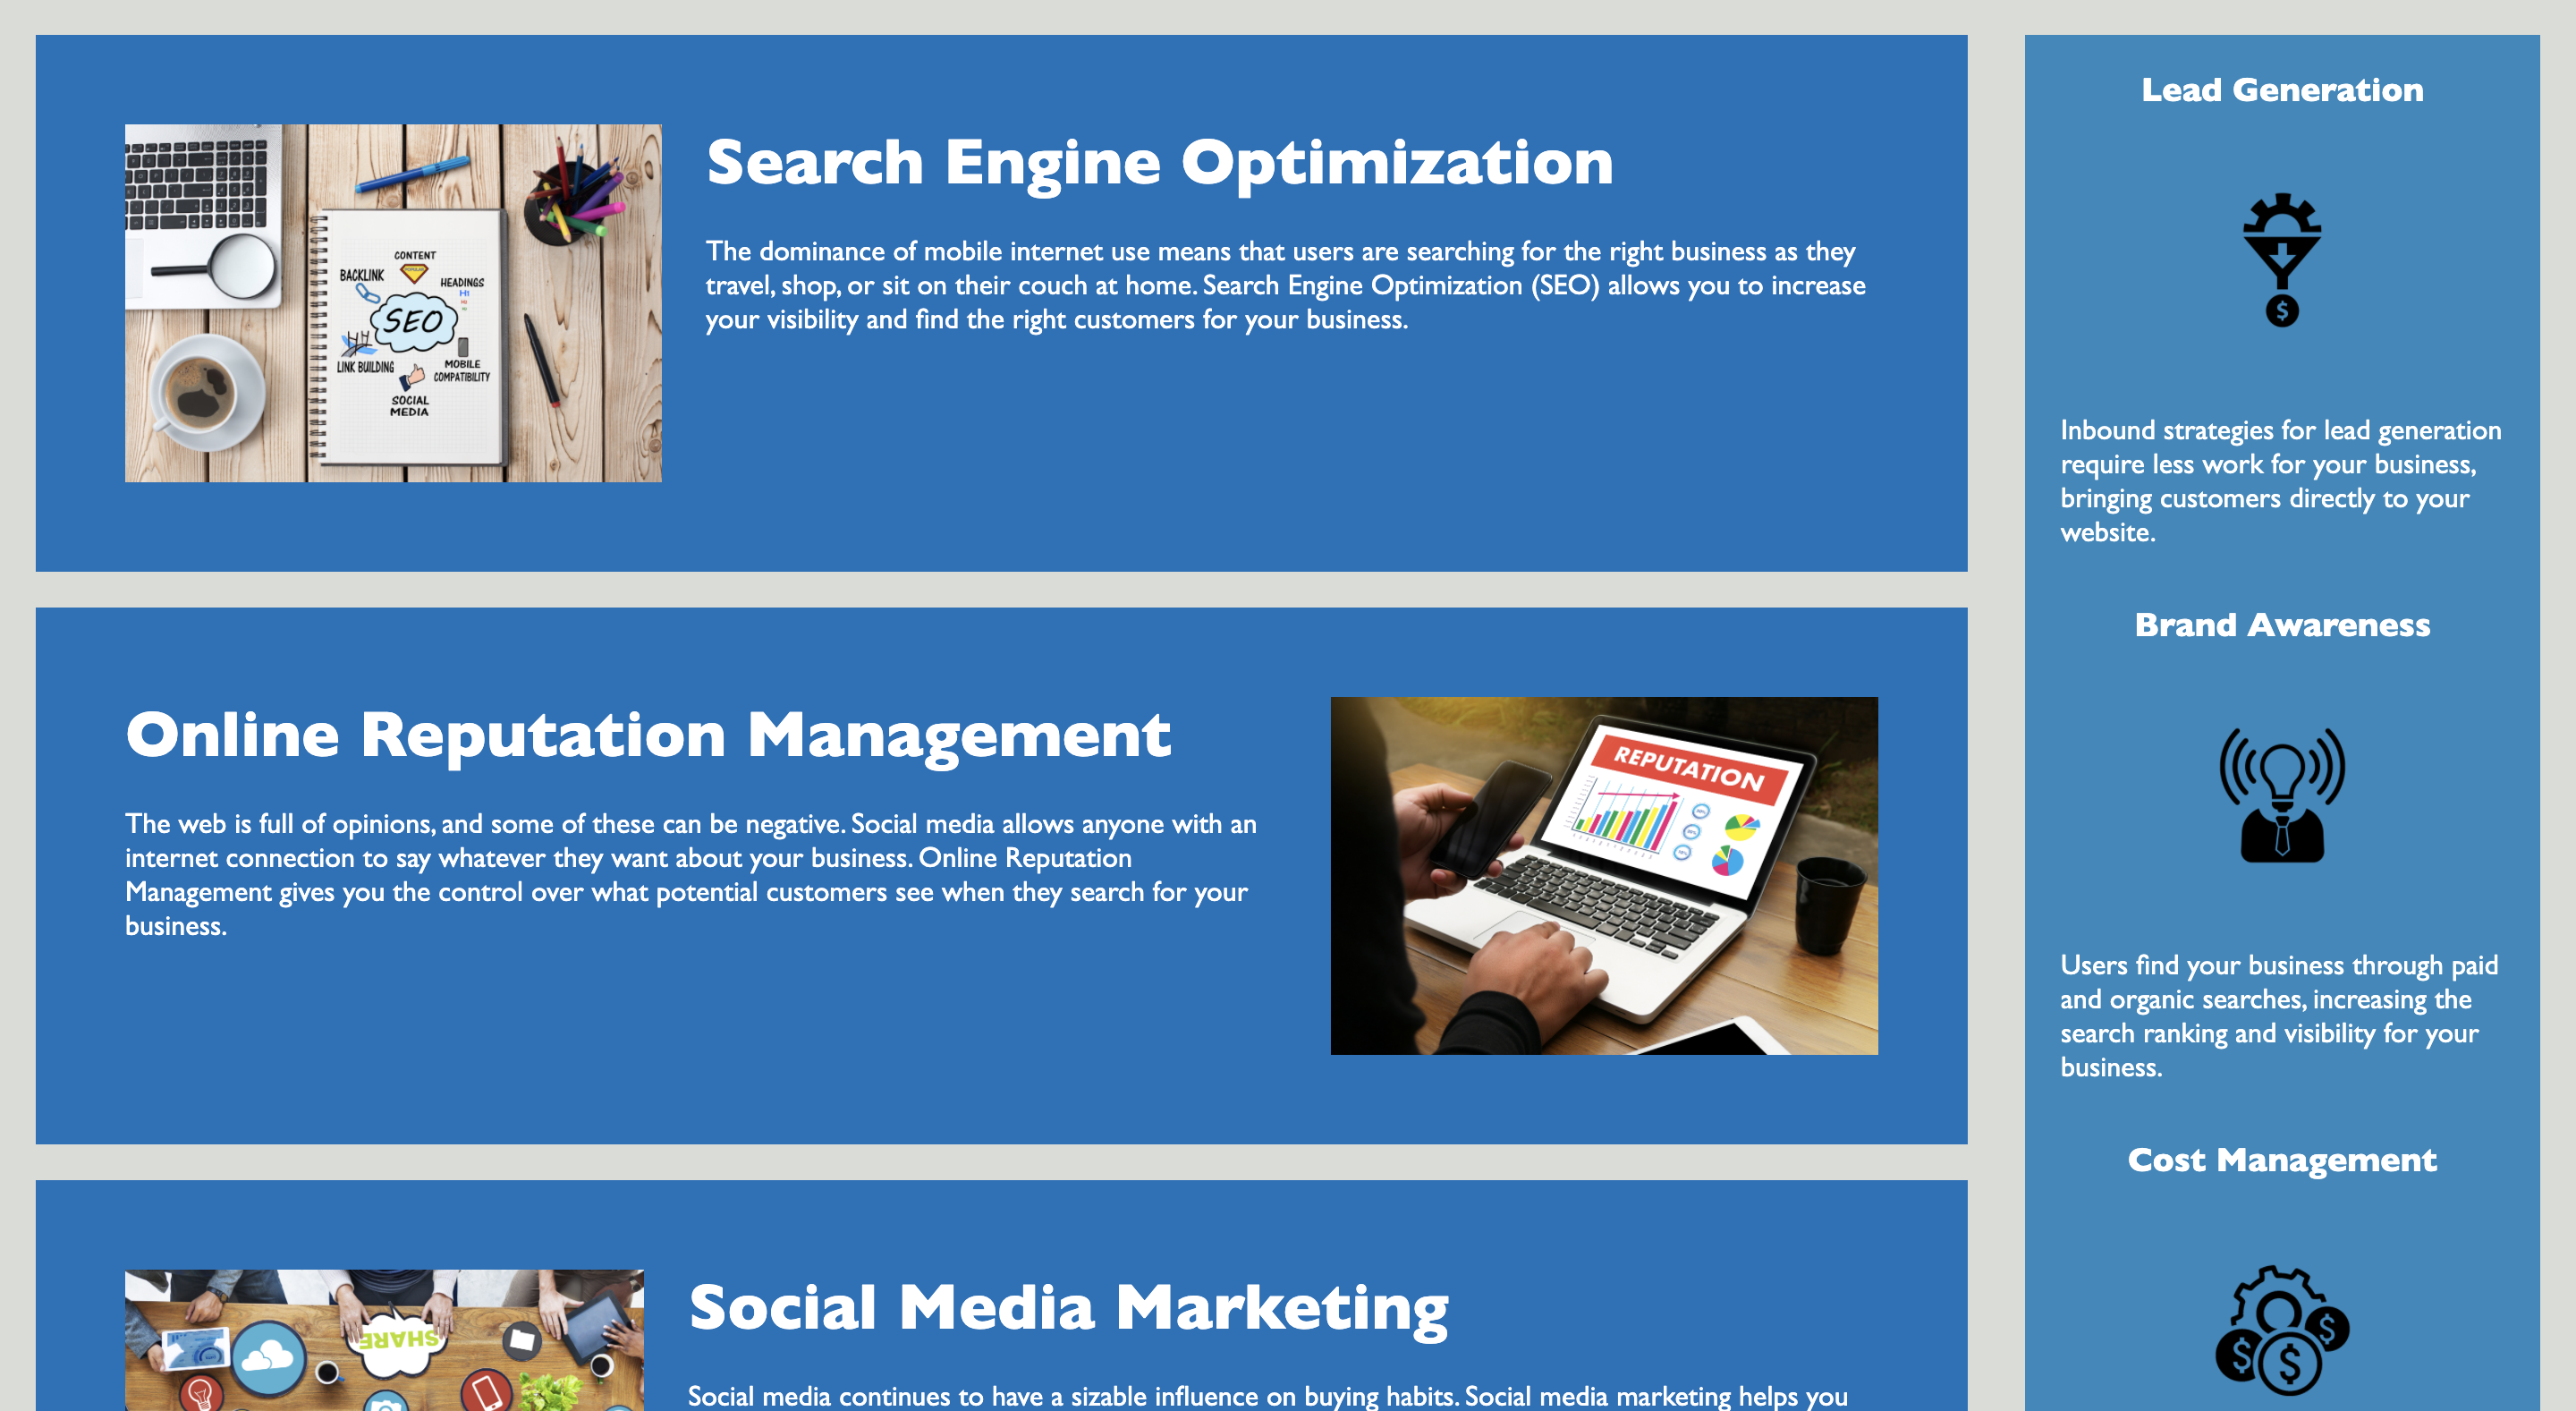 Search Engine Optimization
The dominance of mobile internet use means that users are searching for the right business as they
travel, shop, or sit on their couch at home. Search Engine Optimization (SEO) allows you to increase
your visibility and find the right customers for your business.
CONTENT
BACKLINK
HEADINGS
H1
SEO
LINK BUILDING
MOBILE
COMPATIBILITY
SOCIAL
MEDIA
Online Reputation Management
The web is full of opinions, and some of these can be negative. Social media allows anyone with an
internet connection to say whatever they want about your business. Online Reputation
Management gives you the control over what potential customers see when they search for your
business.
REPUTATION
Social Media Marketing
Social media continues to have a sizable influence on buying habits. Social media marketing helps you
SHARE
Lead Generation
$
Inbound strategies for lead generation
require less work for your business,
bringing customers directly to your
website.
Brand Awareness
Users find your business through paid
and organic searches, increasing the
search ranking and visibility for your
business.
Cost Management
$ $ $